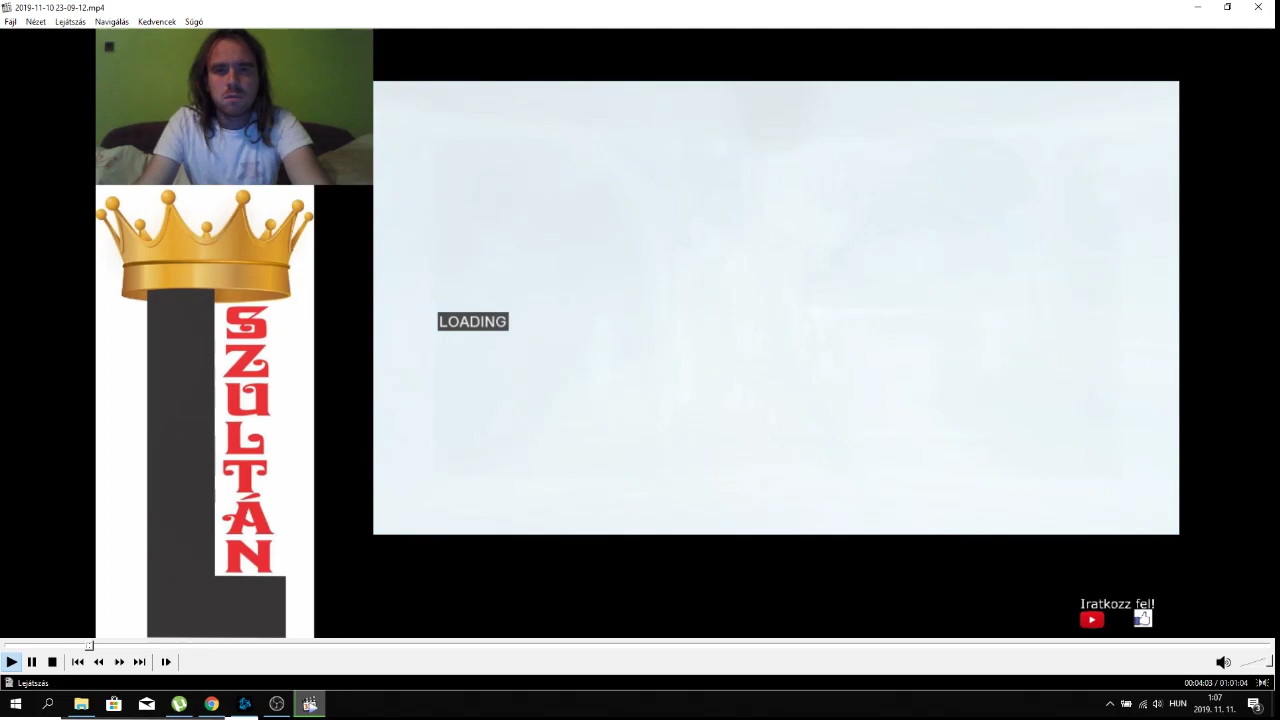 2019-11-10 23-09-12.mp4
Fájl Nézet Lejátszás Navigálás Kedvencek Súgó
LOADING
L
SZULTÁN
Iratkozz fel!
Lejátszás
00:04:03 / 01:01:04
HUN
1:07
2019. 11. 11.
3